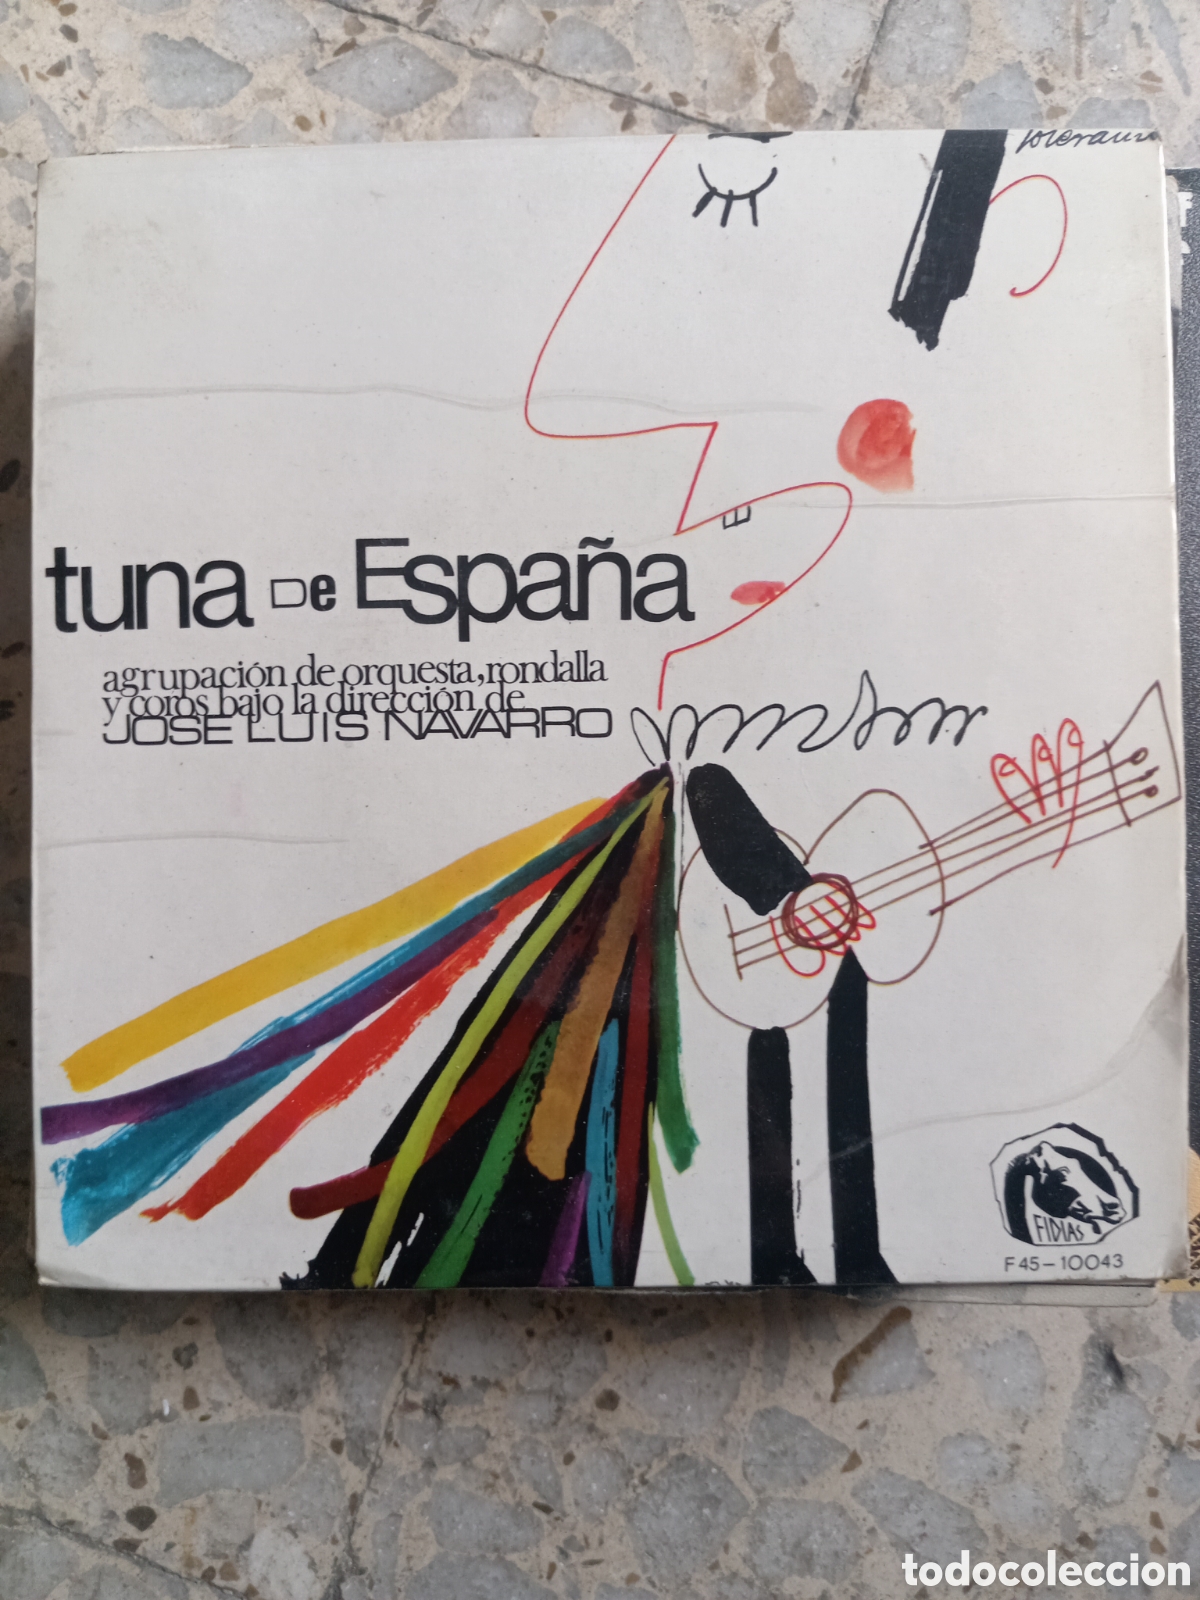 tuna De España
agrupación de orquesta, rondalla
y coros bajo la dirección de
JOSE LUIS NAVARRO
FIDIAS
F45-10043
todocoleccion